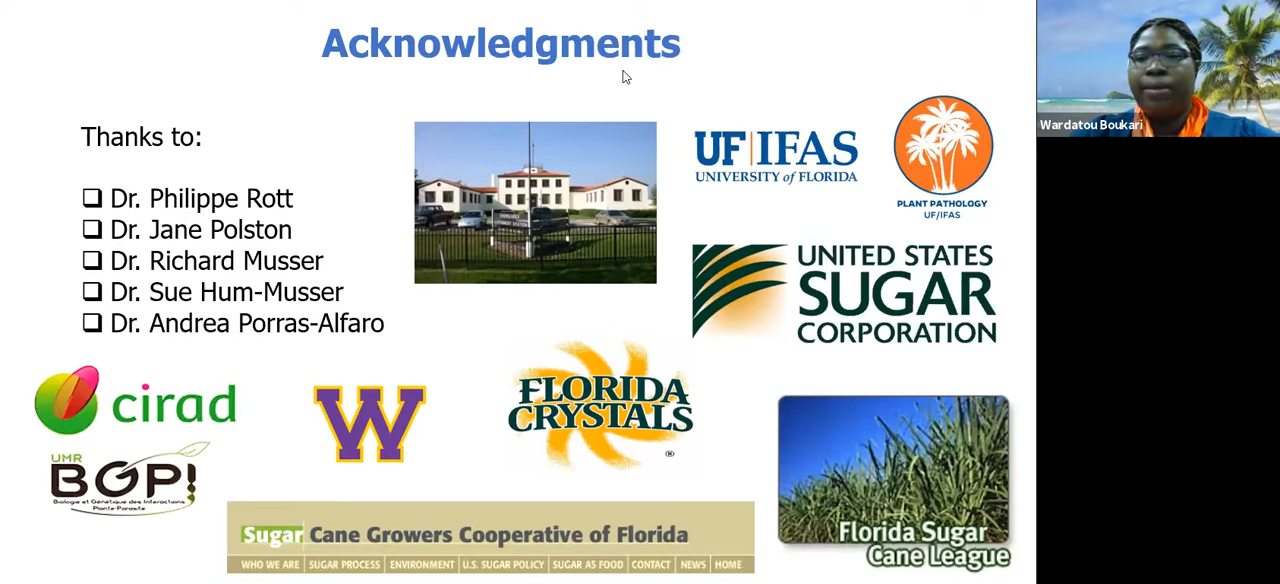 Acknowledgments
Thanks to:
Dr. Philippe Rott
Dr. Jane Polston
Dr. Richard Musser
Dr. Sue Hum-Musser
Dr. Andrea Porras-Alfaro
UF|IFAS
UNIVERSITY of FLORIDA
PLANT PATHOLOGY
UF/IFAS
UNITED STATES
SUGAR
CORPORATION
cirad
UMR
BGPI
Biologie et Génétique des Interactions
Plante-Parasite
W
FLORIDA
CRYSTALS
®
Sugar Cane Growers Cooperative of Florida
WHO WE ARE | SUGAR PROCESS | ENVIRONMENT | U.S. SUGAR POLICY | SUGAR AS FOOD | CONTACT | NEWS | HOME
Florida Sugar
Cane League
Wardatou Boukari